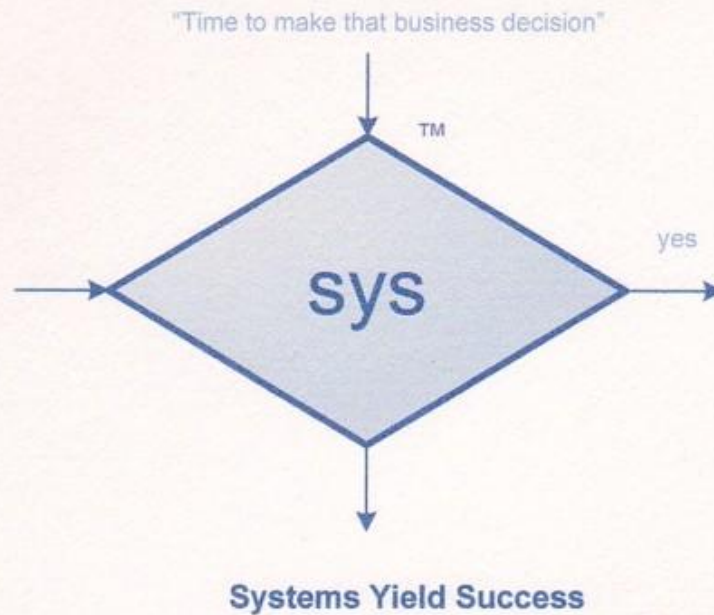 "Time to make that business decision"
TM
sys
yes
Systems Yield Success